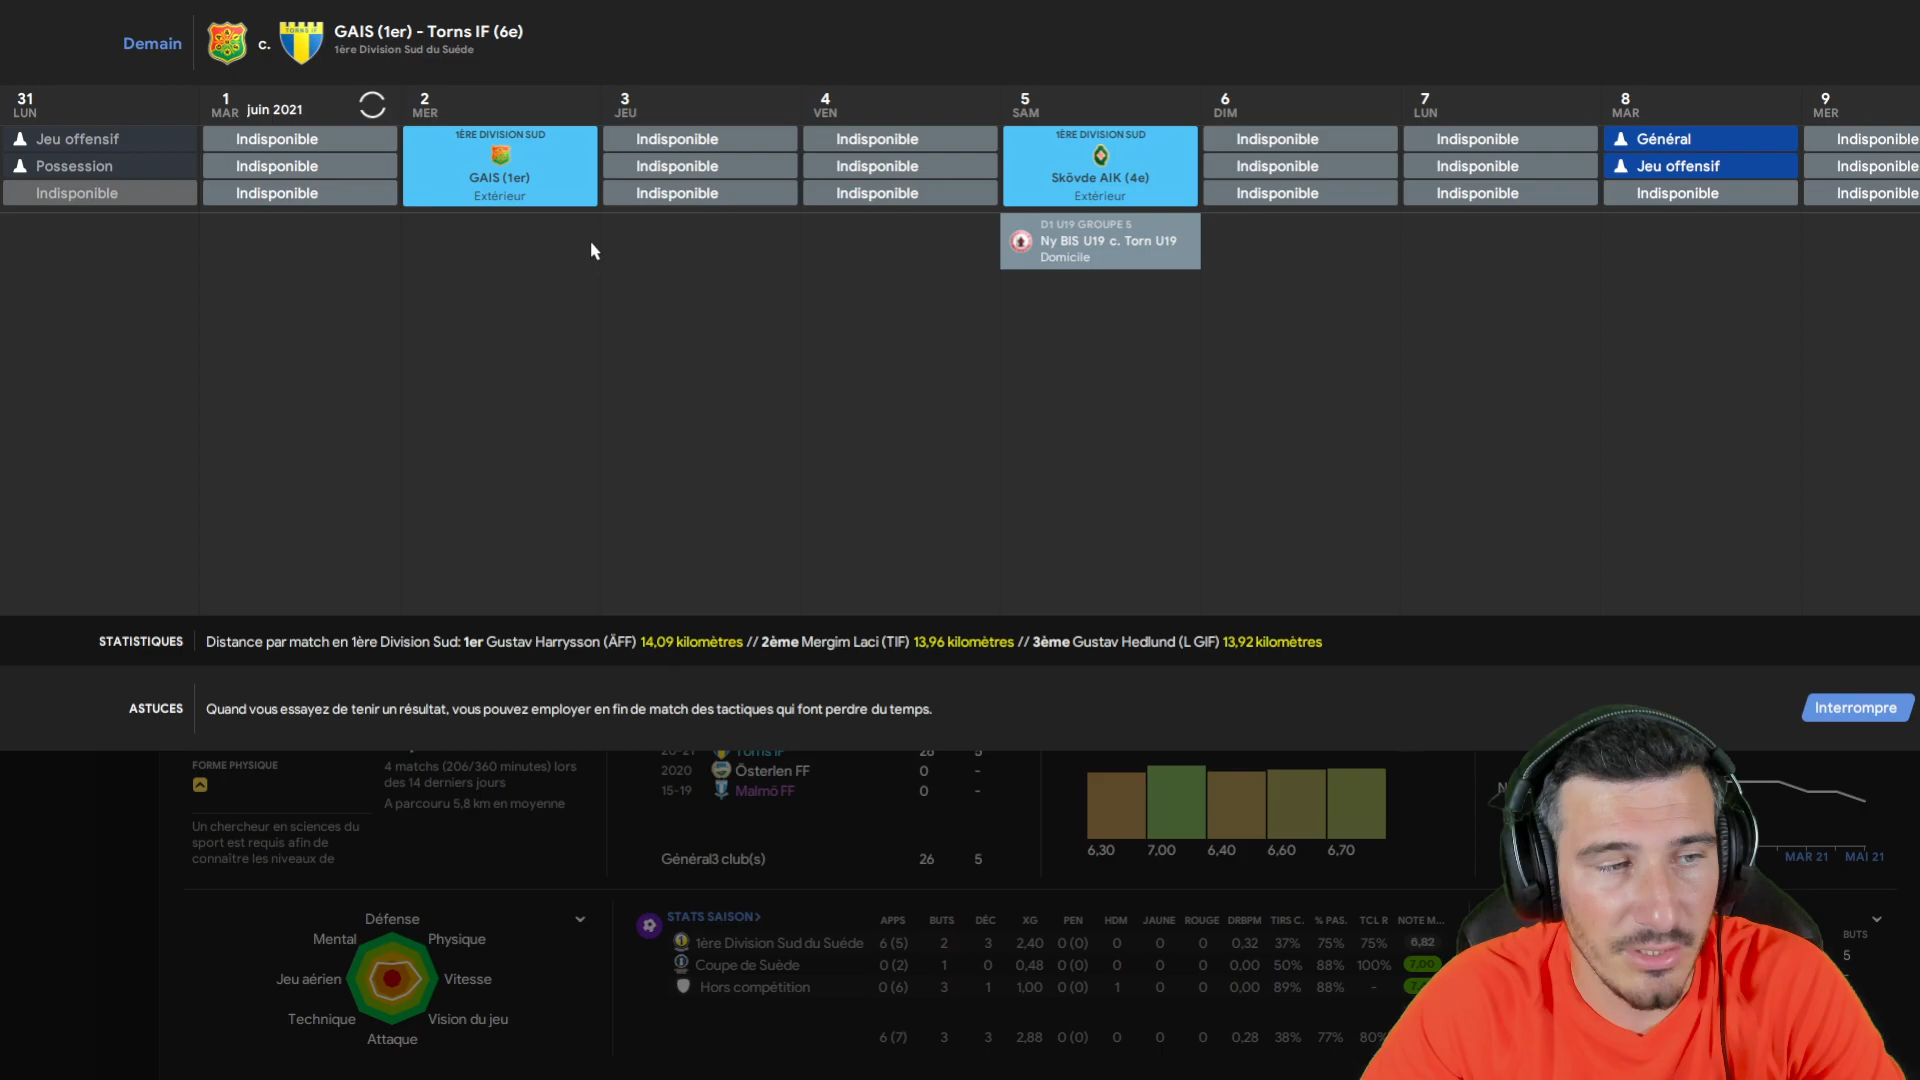 Demain
c.
TORNS IF
GAIS (1er) - Torns IF (6e)
1ère Division Sud du Suéde
31
LUN
1
MAR juin 2021
2
MER
3
JEU
4
VEN
5
SAM
6
DIM
7
LUN
8
MAR
9
MER
Jeu offensif
Possession
Indisponible
Indisponible
Indisponible
Indisponible
1ÈRE DIVISION SUD
GAIS (1er)
Extérieur
Indisponible
Indisponible
Indisponible
Indisponible
Indisponible
Indisponible
1ÈRE DIVISION SUD
Skövde AIK (4e)
Extérieur
Indisponible
Indisponible
Indisponible
Indisponible
Indisponible
Indisponible
Général
Jeu offensif
Indisponible
Indisponible
Indisponible
Indisponible
D1 U19 GROUPE 5
Ny BIS U19 c. Torn U19
Domicile
STATISTIQUES
Distance par match en 1ère Division Sud: 1er Gustav Harrysson (ÄFF) 14,09 kilomètres // 2ème Mergim Laci (TIF) 13,96 kilomètres // 3ème Gustav Hedlund (L GIF) 13,92 kilomètres
ASTUCES
Quand vous essayez de tenir un résultat, vous pouvez employer en fin de match des tactiques qui font perdre du temps.
Interrompre
FORME PHYSIQUE
4 matchs (206/360 minutes) lors
des 14 derniers jours
A parcouru 5,8 km en moyenne
Un chercheur en sciences du
sport est requis afin de
connaître les niveaux de
20-21 Torns IF 26 5
2020 Österlen FF 0 -
15-19 Malmö FF 0 -
Général3 club(s) 26 5
6,30 7,00 6,40 6,60 6,70
MAR 21 MAI 21
Défense
Mental
Physique
Jeu aérien
Vitesse
Technique
Vision du jeu
Attaque
STATS SAISON> APPS BUTS DÉC XG PEN HDM JAUNE ROUGE DRBPM TIRS C. % PAS. TCL R NOTE M...
1ère Division Sud du Suéde 6 (5) 2 3 2,40 0 (0) 0 0 0 0,32 37% 75% 75% 6,82
Coupe de Suède 0 (2) 1 0 0,48 0 (0) 0 0 0 0,00 50% 88% 100% 7,00
Hors compétition 0 (6) 3 1 1,00 0 (0) 1 0 0 0,00 89% 88% -
6 (7) 3 3 2,88 0 (0) 0 0 0 0,28 38% 77% 80%
BUTS
5